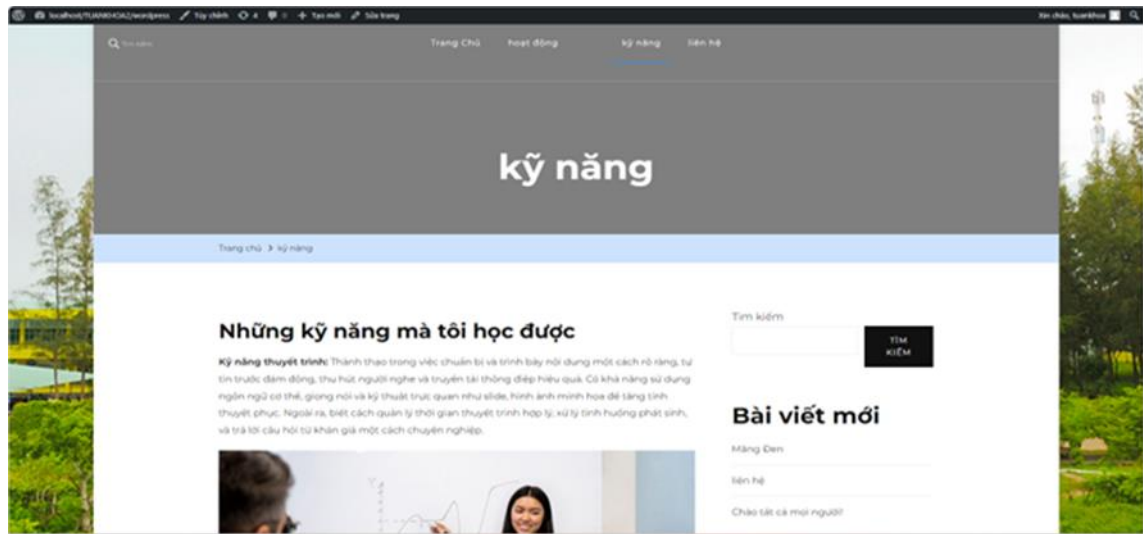 localhost/TUANKHOA2/wordpress Tùy chỉnh 4 Tạo mới Sửa trang Xin chào, tuankhoa
Tìm kiếm Trang Chủ hoạt động kỹ năng liên hệ
kỹ năng
Trang chủ kỹ năng
Những kỹ năng mà tôi học được
Kỹ năng thuyết trình: Thành thạo trong việc chuẩn bị và trình bày nội dung một cách rõ ràng, tự
tin trước đám đông, thu hút người nghe và truyền tải thông điệp hiệu quả. Có khả năng sử dụng
ngôn ngữ cơ thể, giọng nói và kỹ thuật trực quan như slide, hình ảnh minh họa để tăng tính
thuyết phục. Ngoài ra, biết cách quản lý thời gian thuyết trình hợp lý, xử lý tình huống phát sinh,
và trả lời câu hỏi từ khán giả một cách chuyên nghiệp.
Tìm kiếm
TÌM
KIẾM
Bài viết mới
Măng Đen
liên hệ
Chào tất cả mọi người!